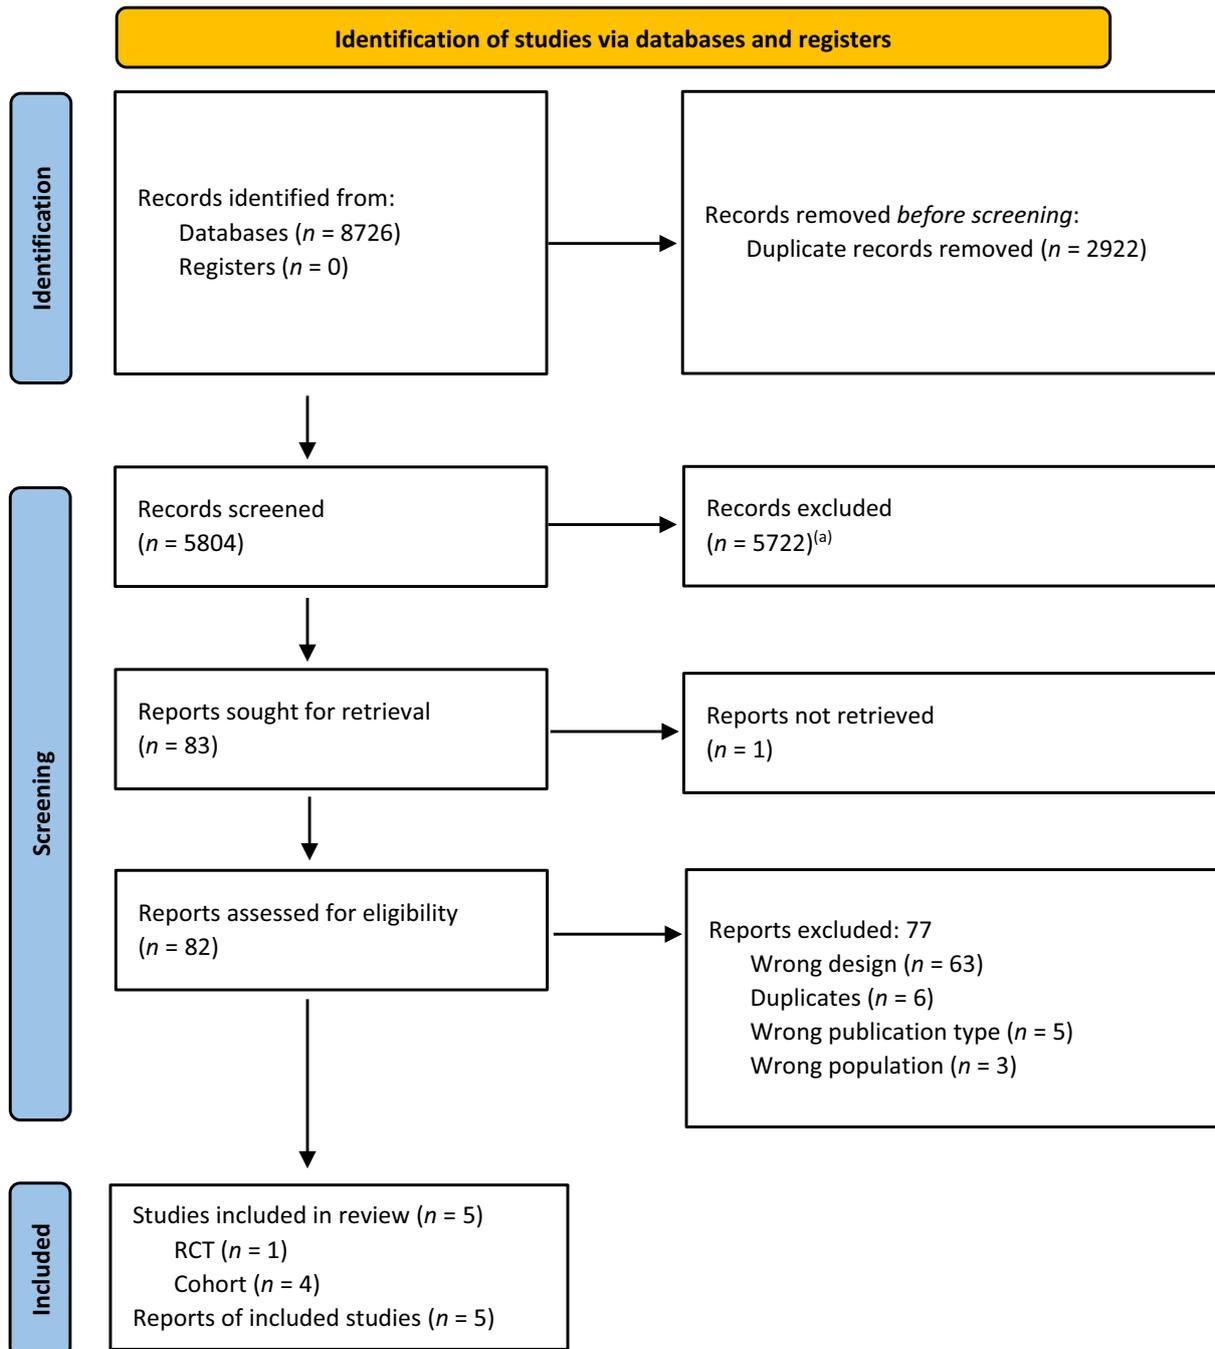 Identification of studies via databases and registers
Identification
Records identified from:
Databases (n = 8726)
Registers (n = 0)
Records removed before screening:
Duplicate records removed (n = 2922)
Screening
Records screened
(n = 5804)
Records excluded
(n = 5722)(a)
Reports sought for retrieval
(n = 83)
Reports not retrieved
(n = 1)
Reports assessed for eligibility
(n = 82)
Reports excluded: 77
Wrong design (n = 63)
Duplicates (n = 6)
Wrong publication type (n = 5)
Wrong population (n = 3)
Included
Studies included in review (n = 5)
RCT (n = 1)
Cohort (n = 4)
Reports of included studies (n = 5)